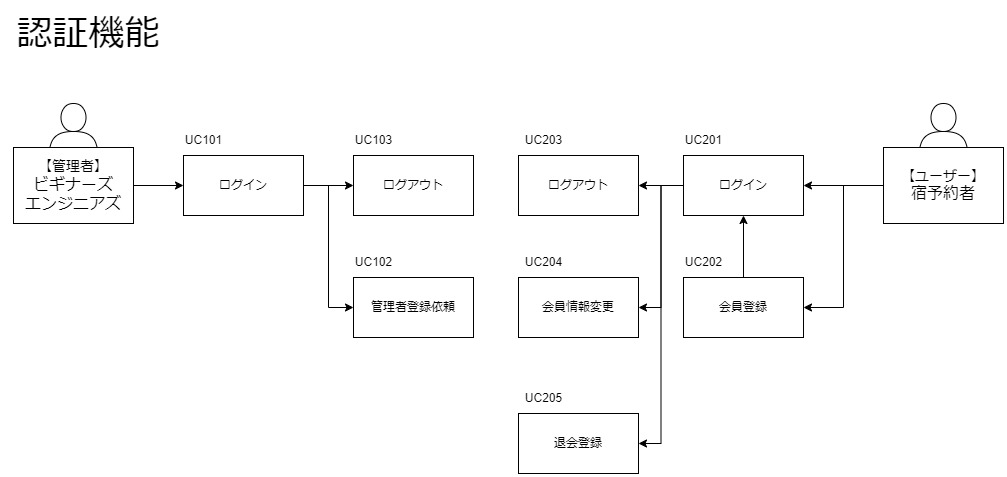 認証機能
UC101
UC103
UC203
UC201
【管理者】
ビギナーズ
エンジニアズ
ログイン
ログアウト
ログアウト
ログイン
【ユーザー】
宿予約者
UC102
UC204
UC202
管理者登録依頼
会員情報変更
会員登録
UC205
退会登録